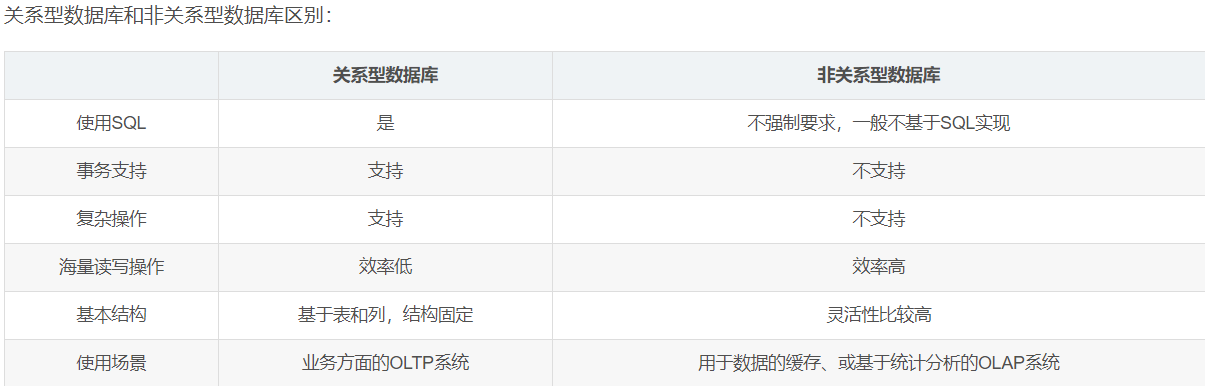 关系型数据库和非关系型数据库区别：
关系型数据库 非关系型数据库
使用SQL 是 不强制要求，一般不基于SQL实现
事务支持 支持 不支持
复杂操作 支持 不支持
海量读写操作 效率低 效率高
基本结构 基于表和列，结构固定 灵活性比较高
使用场景 业务方面的OLTP系统 用于数据的缓存、或基于统计分析的OLAP系统